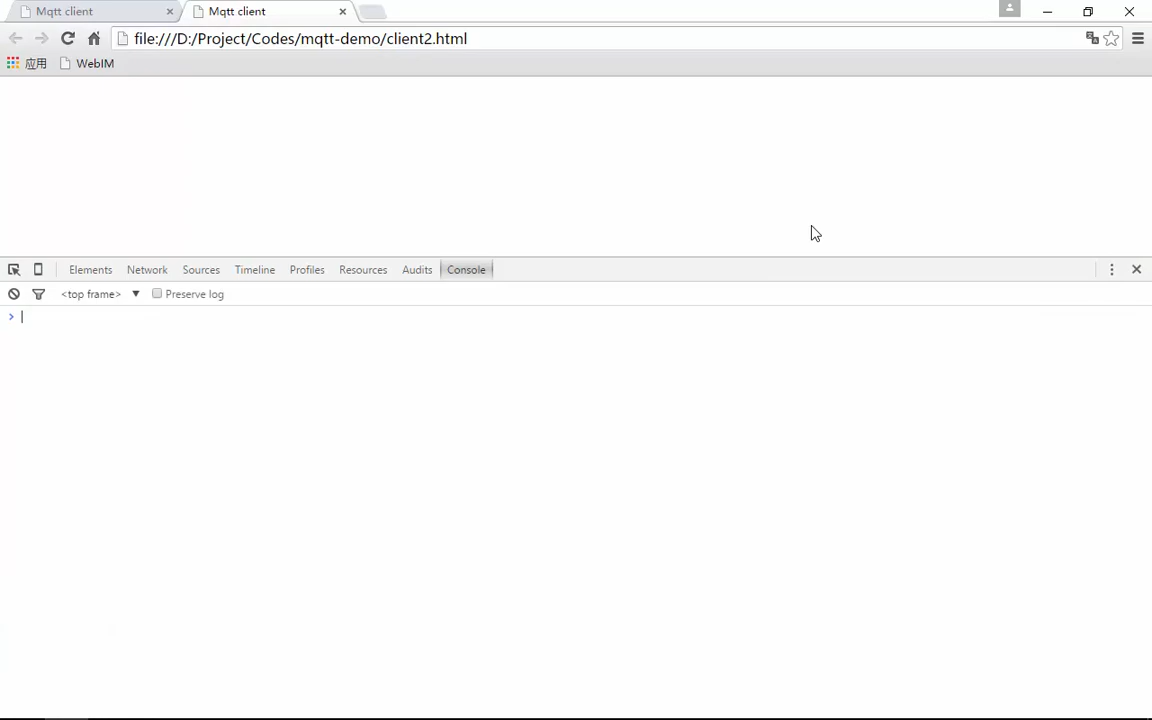 Mqtt client
Mqtt client
file:///D:/Project/Codes/mqtt-demo/client2.html
应用
WebIM
Elements Network Sources Timeline Profiles Resources Audits Console
<top frame> Preserve log